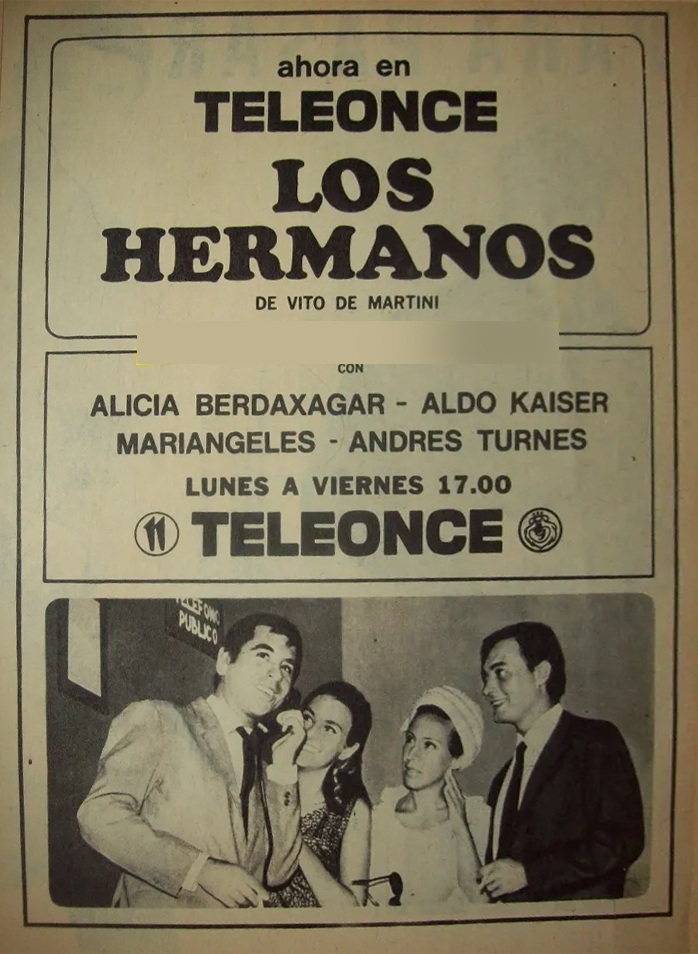 ahora en
TELEONCE
LOS
HERMANOS
DE VITO DE MARTINI
CON
ALICIA BERDAXAGAR - ALDO KAISER
MARIANGELES - ANDRES TURNES
LUNES A VIERNES 17.00
11 TELEONCE
TELEFONO
PUBLICO